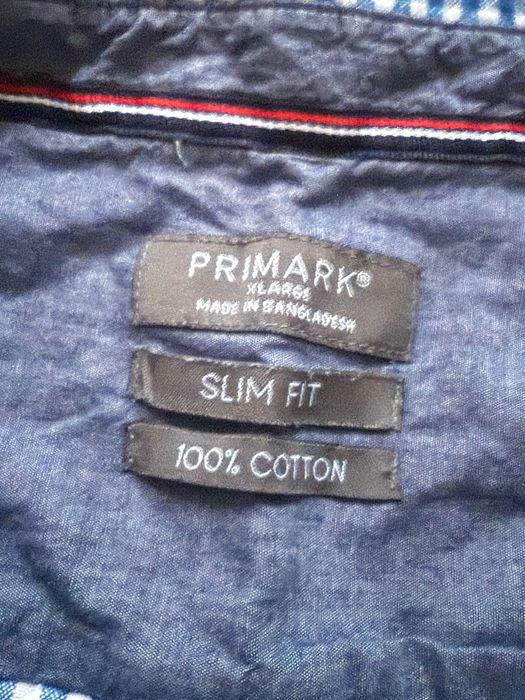 PRIMARK®
XLARGE
MADE IN BANGLADESH
SLIM FIT
100% COTTON